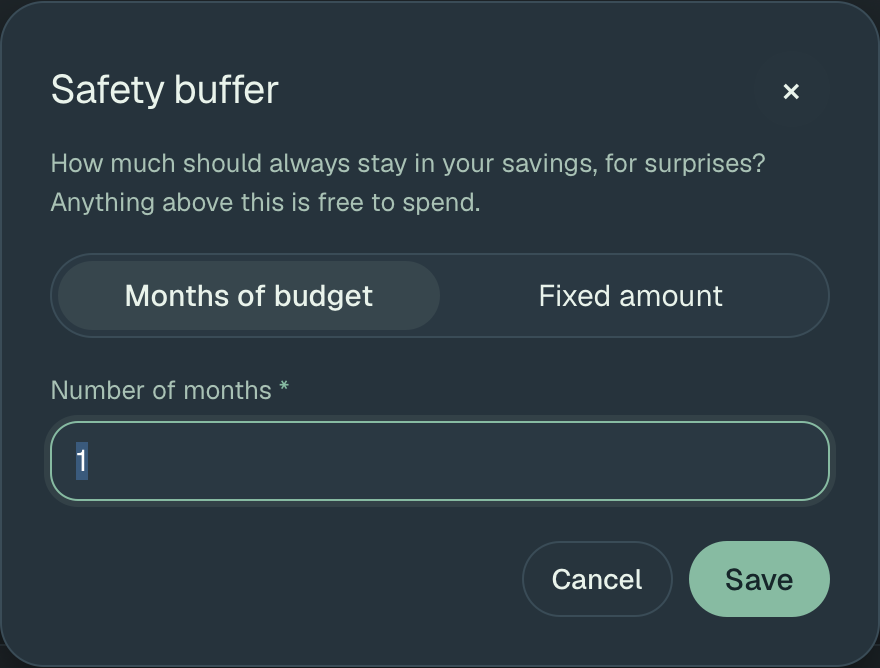 Safety buffer
×
How much should always stay in your savings, for surprises?
Anything above this is free to spend.
Months of budget
Fixed amount
Number of months *
1
Cancel
Save